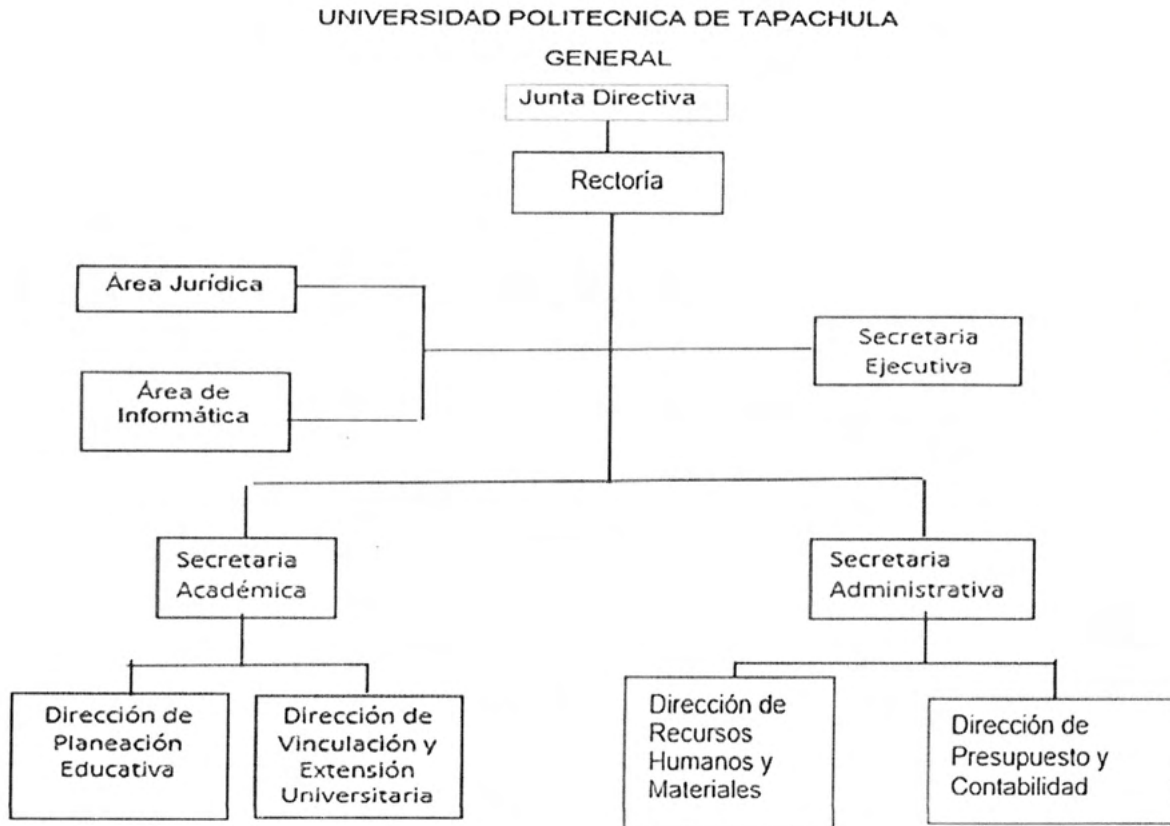 UNIVERSIDAD POLITECNICA DE TAPACHULA
GENERAL
Junta Directiva
Rectoría
Área Jurídica
Secretaria
Ejecutiva
Área de
Informática
Secretaria
Académica
Secretaria
Administrativa
Dirección de
Planeación
Educativa
Dirección de
Vinculación y
Extensión
Universitaria
Dirección de
Recursos
Humanos y
Materiales
Dirección de
Presupuesto y
Contabilidad